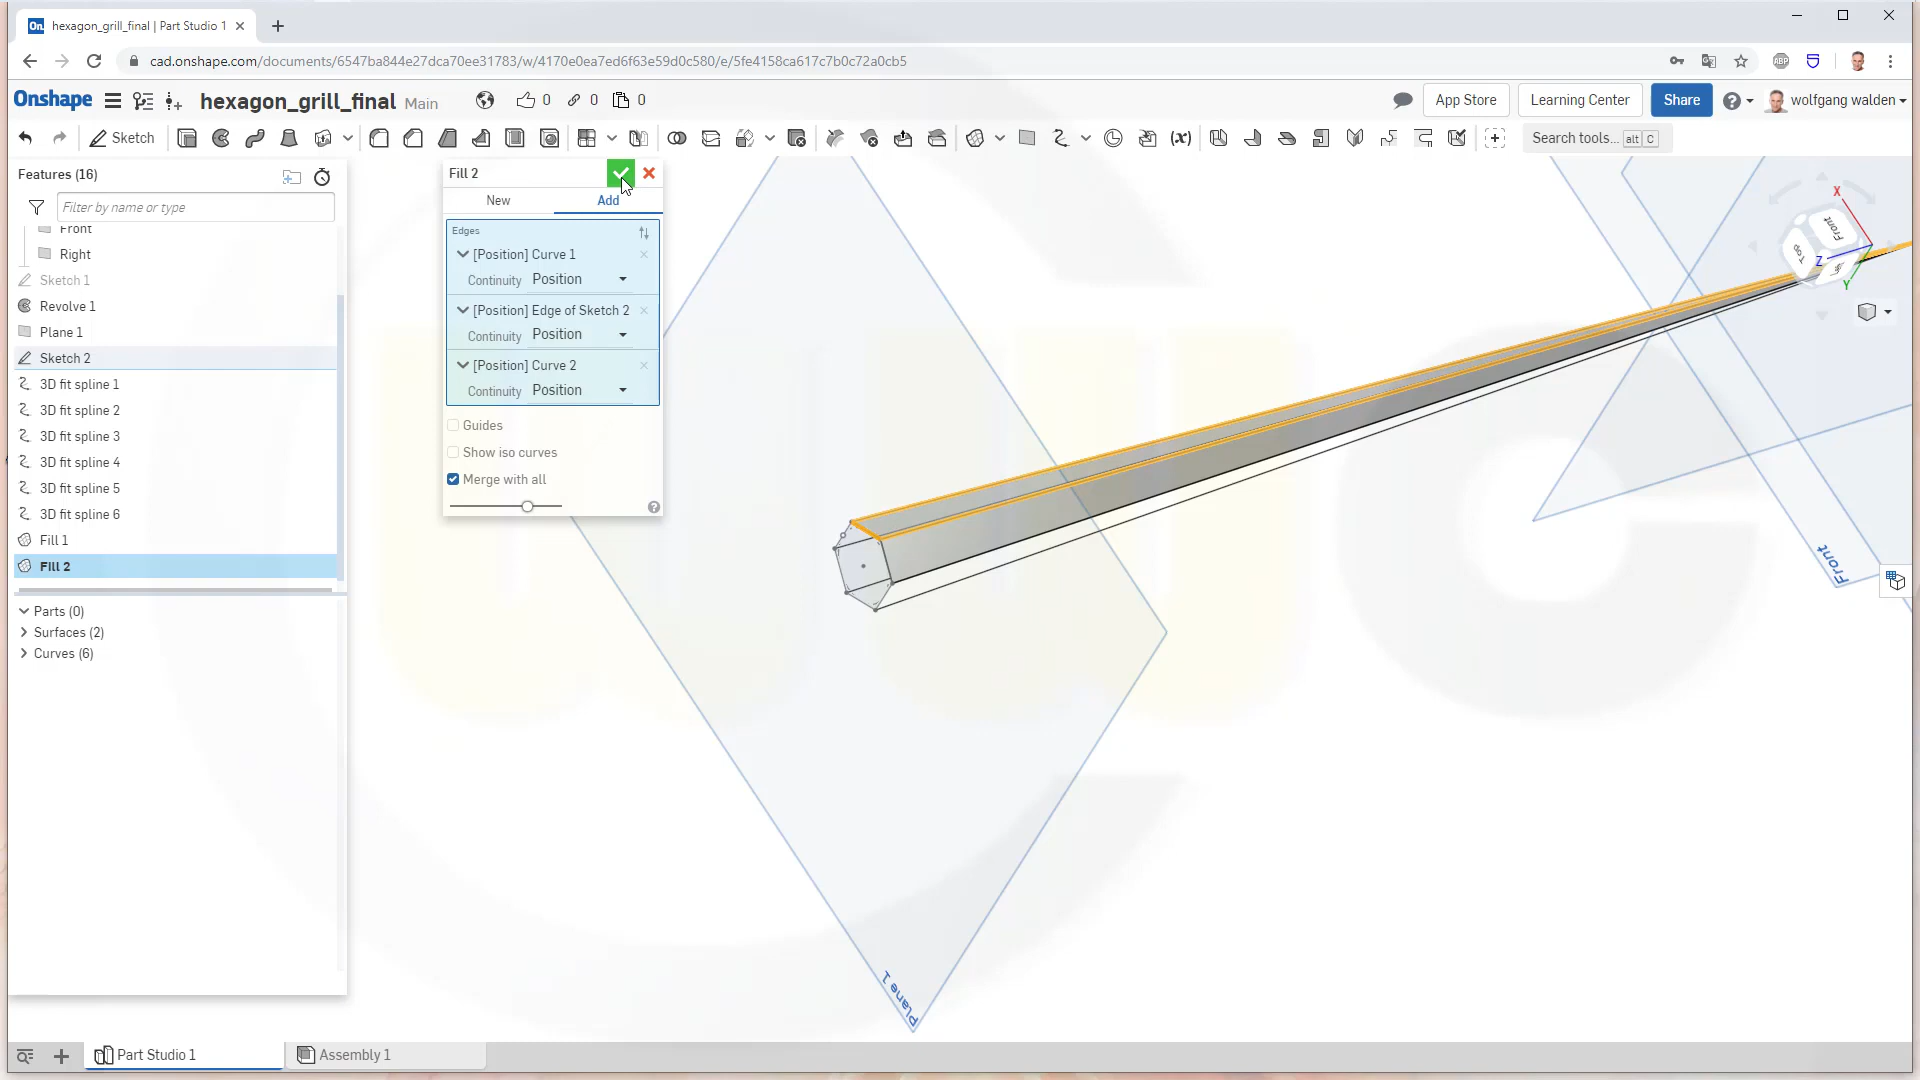 On hexagon_grill_final | Part Studio 1
cad.onshape.com/documents/6547ba844e27dca70ee31783/w/4170e0ea7ed6f63e59d0c580/e/5fe4158ca617c7b0c72a0cb5
ABP
Onshape hexagon_grill_final Main 0 0 0 App Store Learning Center Share wolfgang walden
Sketch (x) Search tools... alt C
Features (16)
Filter by name or type
Front
Right
Sketch 1
Revolve 1
Plane 1
Sketch 2
3D fit spline 1
3D fit spline 2
3D fit spline 3
3D fit spline 4
3D fit spline 5
3D fit spline 6
Fill 1
Fill 2
Parts (0)
Surfaces (2)
Curves (6)
Fill 2
New Add
Edges
[Position] Curve 1
Continuity Position
[Position] Edge of Sketch 2
Continuity Position
[Position] Curve 2
Continuity Position
Guides
Show iso curves
Merge with all
X
Front
Top
Z
Y
Front
Plane 1
Part Studio 1
Assembly 1